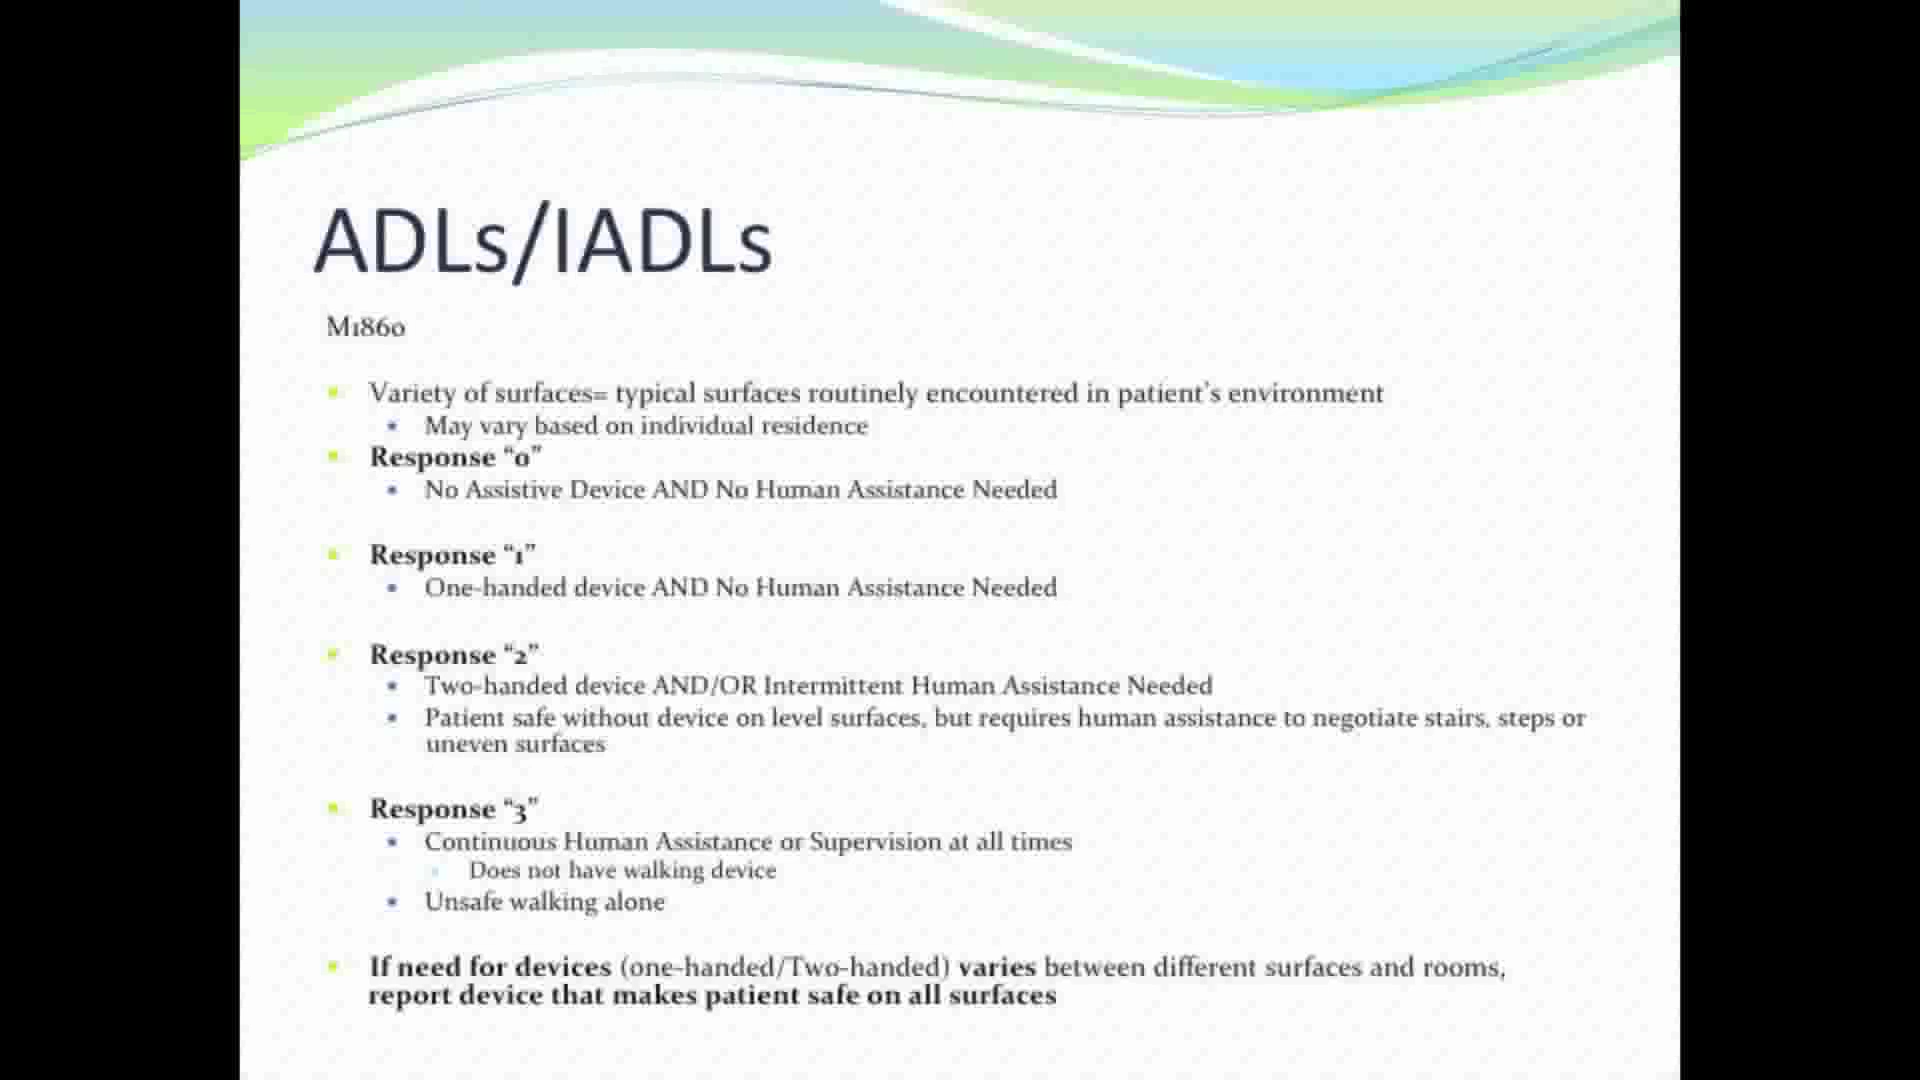 ADLs/IADLs
M1860
Variety of surfaces= typical surfaces routinely encountered in patient's environment
May vary based on individual residence
Response “0”
No Assistive Device AND No Human Assistance Needed
Response “1”
One-handed device AND No Human Assistance Needed
Response “2”
Two-handed device AND/OR Intermittent Human Assistance Needed
Patient safe without device on level surfaces, but requires human assistance to negotiate stairs, steps or
uneven surfaces
Response “3”
Continuous Human Assistance or Supervision at all times
Does not have walking device
Unsafe walking alone
If need for devices (one-handed/Two-handed) varies between different surfaces and rooms,
report device that makes patient safe on all surfaces